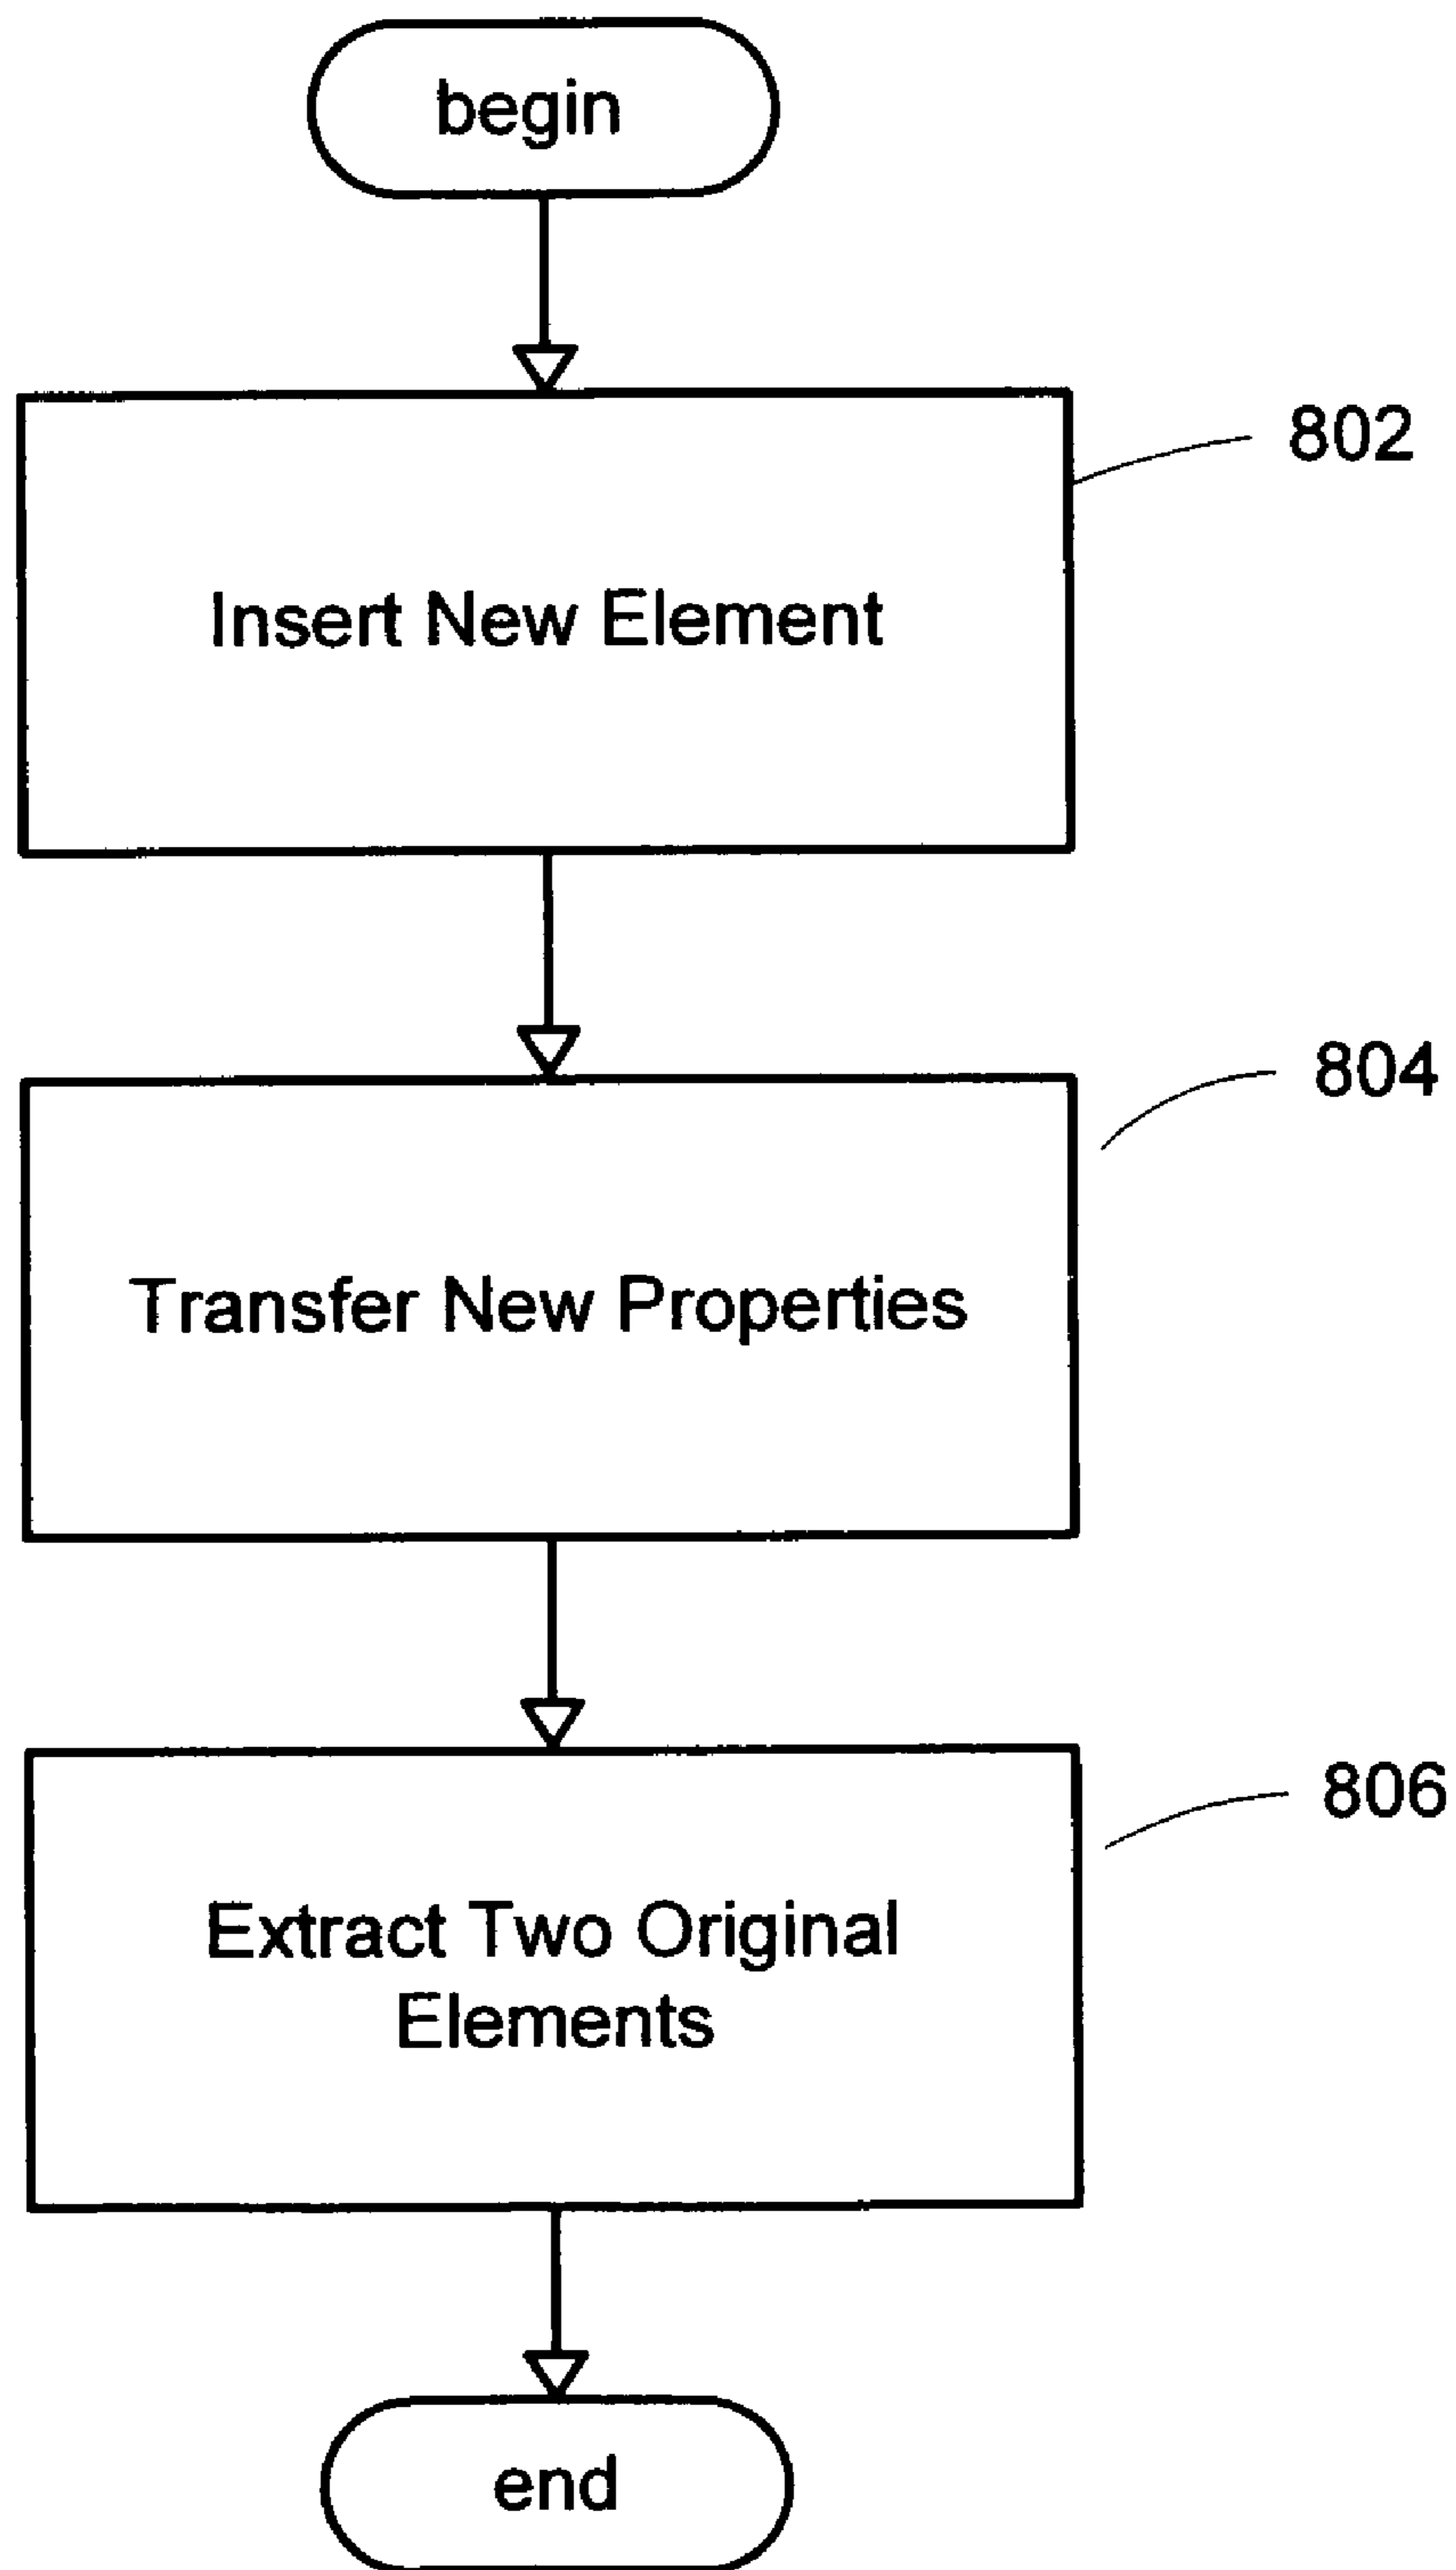 begin
802
Insert New Element
804
Transfer New Properties
806
Extract Two Original
Elements
end